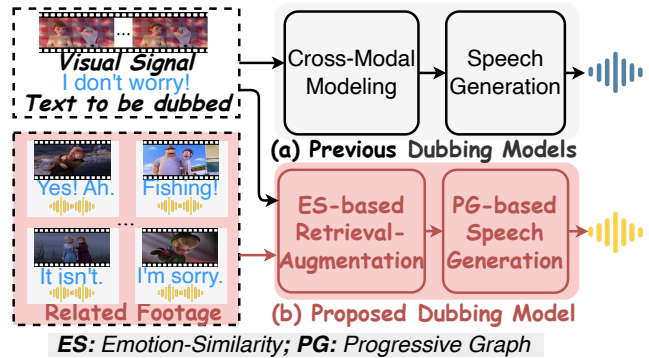 ...
Visual Signal
I don't worry!
Text to be dubbed
Cross-Modal
Modeling
Speech
Generation
(a) Previous Dubbing Models
Yes! Ah.
Fishing!
...
It isn't.
I'm sorry.
Related Footage
ES-based
Retrieval-
Augmentation
PG-based
Speech
Generation
(b) Proposed Dubbing Model
ES: Emotion-Similarity; PG: Progressive Graph